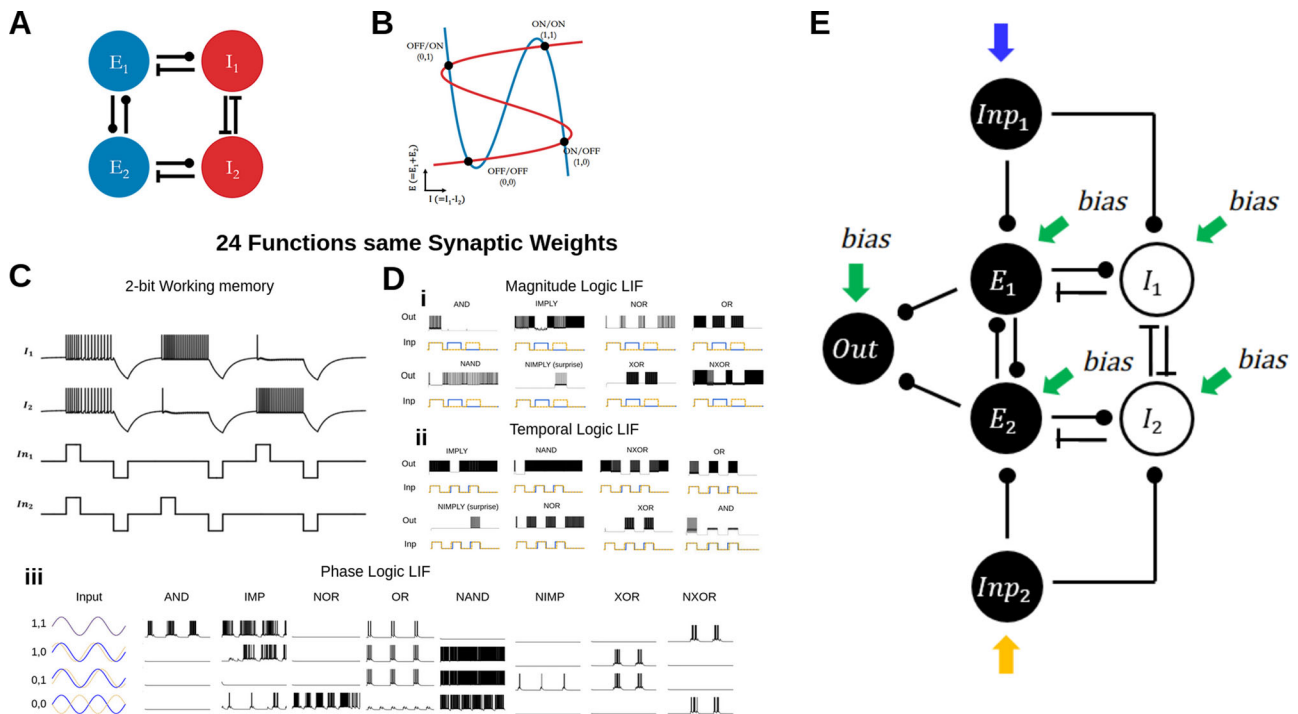 A
E1
I1
E2
I2
B
OFF/ON
(0,1)
ON/ON
(1,1)
ON/OFF
(1,0)
OFF/OFF
(0,0)
E (=E1+E2)
I (=I1-I2)
24 Functions same Synaptic Weights
C
2-bit Working memory
I1
I2
In1
In2
D
i
Magnitude Logic LIF
AND IMPLY NOR OR
Out
Inp
NAND NIMPLY (surprise) XOR NXOR
Out
Inp
ii
Temporal Logic LIF
IMPLY NAND NXOR OR
Out
Inp
NIMPLY (surprise) NOR XOR AND
Out
Inp
iii
Phase Logic LIF
Input AND IMP NOR OR NAND NIMP XOR NXOR
1,1
1,0
0,1
0,0
E
Inp1
bias bias
bias
E1
I1
Out
bias bias
E2
I2
Inp2